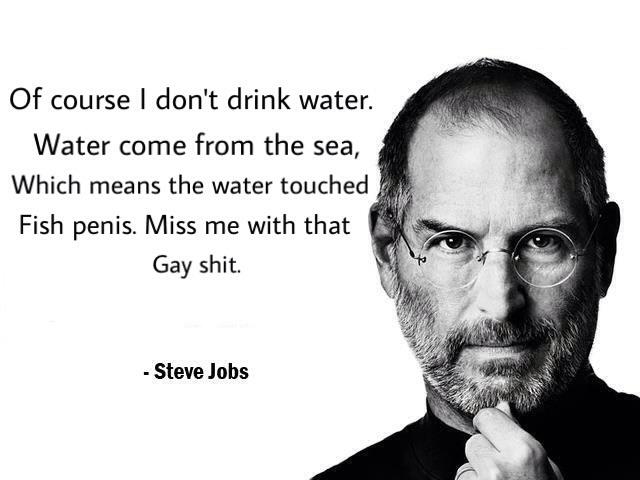 Of course I don't drink water.
Water come from the sea,
Which means the water touched
Fish penis. Miss me with that
Gay shit.
- Steve Jobs